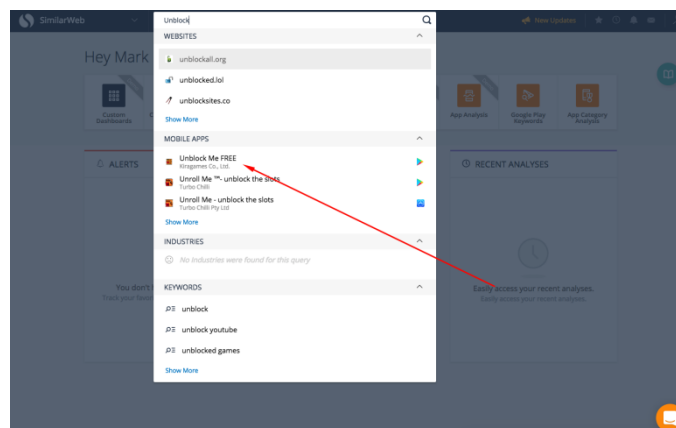 SimilarWeb
Unblock
New Updates
WEBSITES
Hey Mark
unblockall.org
unblocked.lol
unblocksites.co
Show More
Custom
Dashboards
App Analysis
Google Play
Keywords
App Category
Analysis
MOBILE APPS
Unblock Me FREE
Kiragames Co., Ltd.
Unroll Me ™- unblock the slots
Turbo Chilli
Unroll Me - unblock the slots
Turbo Chilli Pty Ltd
Show More
ALERTS
RECENT ANALYSES
INDUSTRIES
No industries were found for this query
KEYWORDS
unblock
unblock youtube
unblocked games
Show More
You don't
Track your
Easily access your recent analyses.
Easily access your recent analyses.